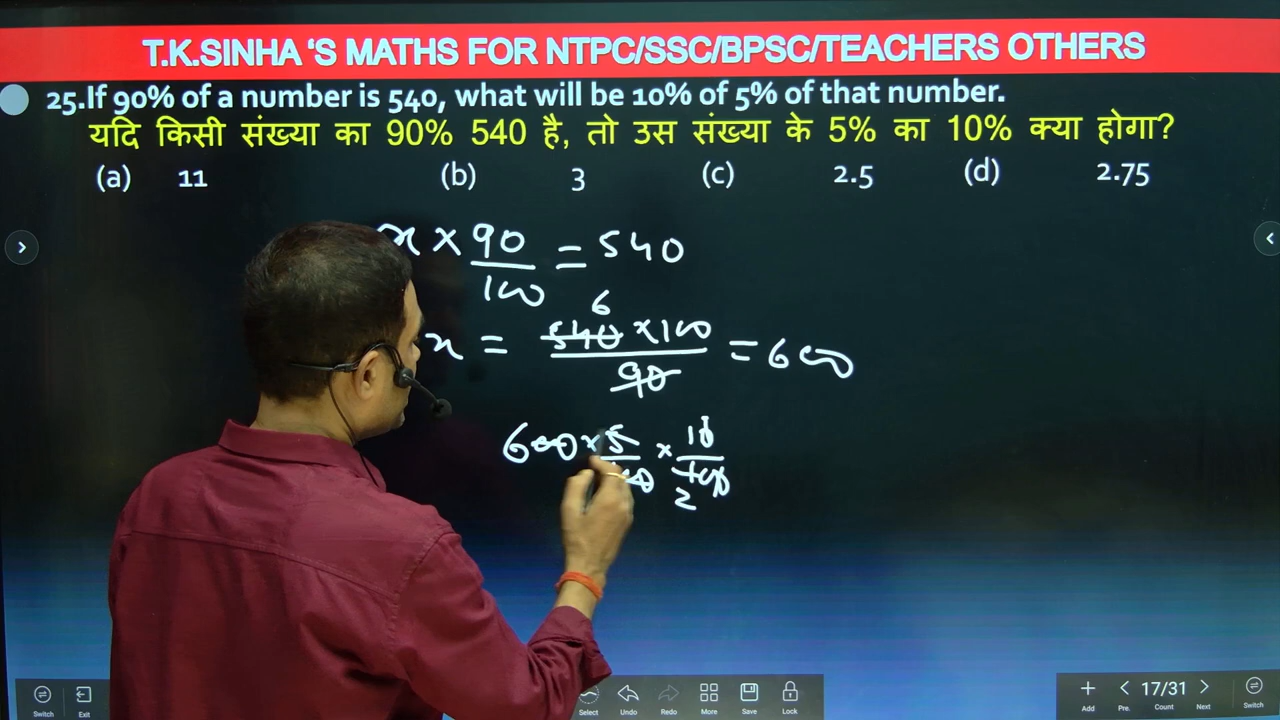 T.K.SINHA 'S MATHS FOR NTPC/SSC/BPSC/TEACHERS OTHERS
25.If 90% of a number is 540, what will be 10% of 5% of that number.
यदि किसी संख्या का 90% 540 है, तो उस संख्या के 5% का 10% क्या होगा?
(a) 11 (b) 3 (c) 2.5 (d) 2.75
x × 90/100 = 540
6
x = 540 × 100 / 90 = 600
600 × 5/100 × 10/100
2
Switch Exit Select Undo Redo More Save Lock Add Pre. 17/31 Count Next Switch